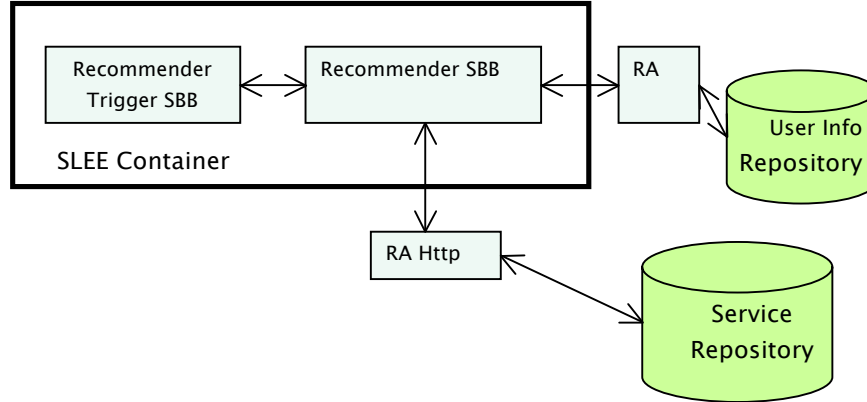 Recommender
Trigger SBB
Recommender SBB
RA
User Info
Repository
SLEE Container
RA Http
Service
Repository